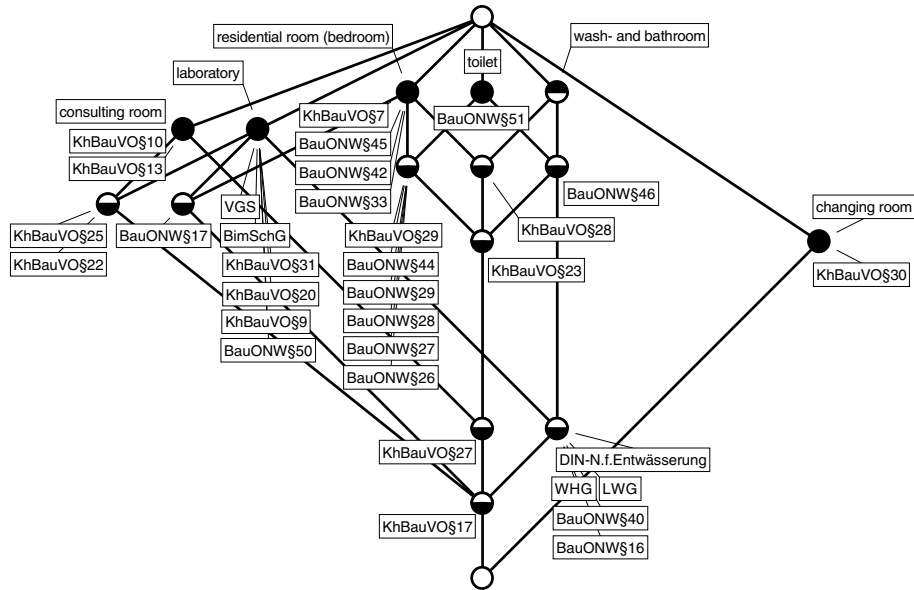 wash- and bathroom
residential room (bedroom)
toilet
laboratory
consulting room
KhBauVO§7
BauONW§51
KhBauVO§10
BauONW§45
KhBauVO§13
BauONW§42
BauONW§46
BauONW§33
VGS
changing room
KhBauVO§25
BauONW§17
BimSchG
KhBauVO§29
KhBauVO§28
KhBauVO§22
KhBauVO§31
BauONW§44
KhBauVO§23
KhBauVO§30
KhBauVO§20
BauONW§29
KhBauVO§9
BauONW§28
BauONW§50
BauONW§27
BauONW§26
KhBauVO§27
DIN-N.f.Entwässerung
WHG
LWG
KhBauVO§17
BauONW§40
BauONW§16